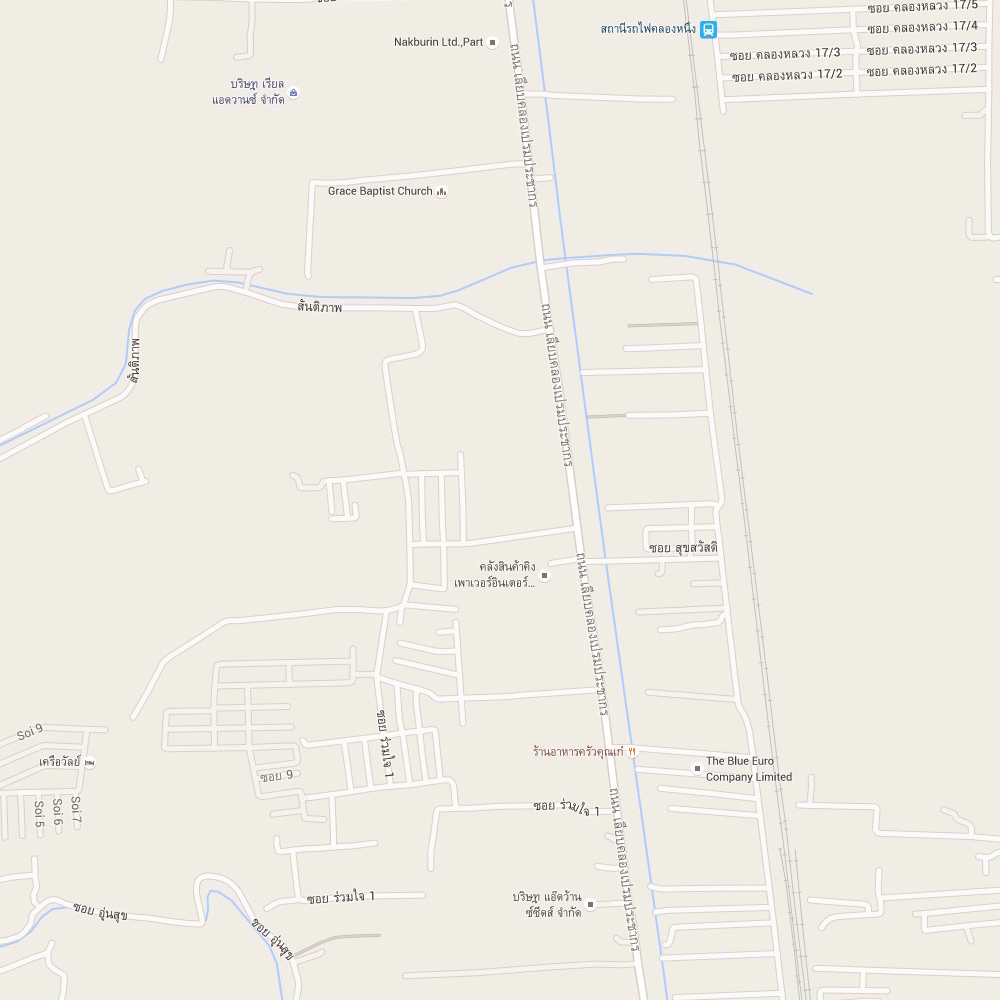 ซอย คลองหลวง 17/5
สถานีรถไฟคลองหนึ่ง
ซอย คลองหลวง 17/4
Nakburin Ltd.,Part
ซอย คลองหลวง 17/3
ซอย คลองหลวง 17/3
ซอย คลองหลวง 17/2
ซอย คลองหลวง 17/2
บริษัท เรียล
แอดวานซ์ จำกัด
ถนน เลียบคลองเปรมประชากร
Grace Baptist Church
สันติภาพ
สันติภาพ
ถนน เลียบคลองเปรมประชากร
ซอย สุขสวัสดิ์
คลังสินค้าคิง
เพาเวอร์อินเตอร์...
ถนน เลียบคลองเปรมประชากร
Soi 9
ซอย ร่วมใจ 1
ร้านอาหารครัวคุณเก๋
เครือวัลย์
The Blue Euro
Company Limited
ซอย 9
Soi 5
Soi 6
Soi 7
ซอย ร่วมใจ 1
ถนน เลียบคลองเปรมประชากร
ซอย ร่วมใจ 1
บริษัท แอ๊ดว้าน
ซ์ซีดส์ จำกัด
ซอย อุ่นสุข
ซอย อุ่นสุข